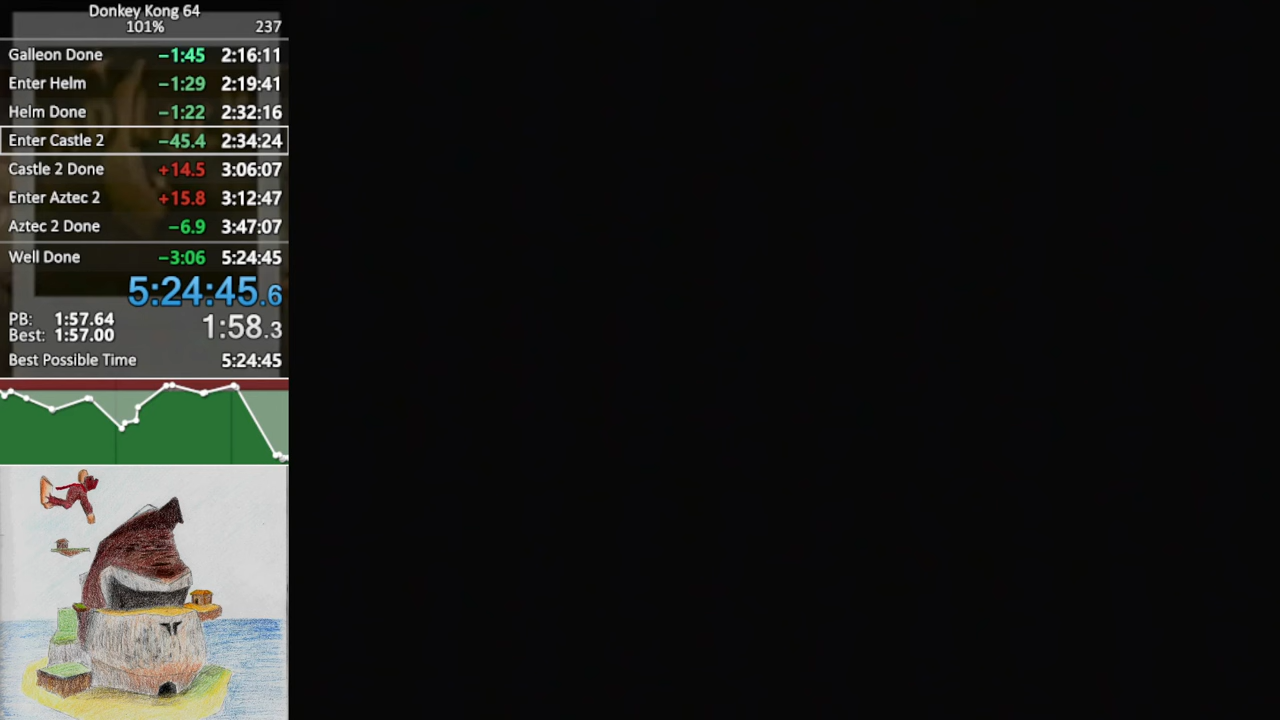 Donkey Kong 64
101% 237
Galleon Done −1:45 2:16:11
Enter Helm −1:29 2:19:41
Helm Done −1:22 2:32:16
Enter Castle 2 −45.4 2:34:24
Castle 2 Done +14.5 3:06:07
Enter Aztec 2 +15.8 3:12:47
Aztec 2 Done −6.9 3:47:07
Well Done −3:06 5:24:45
5:24:45.6
PB: 1:57.64 1:58.3
Best: 1:57.00
Best Possible Time 5:24:45